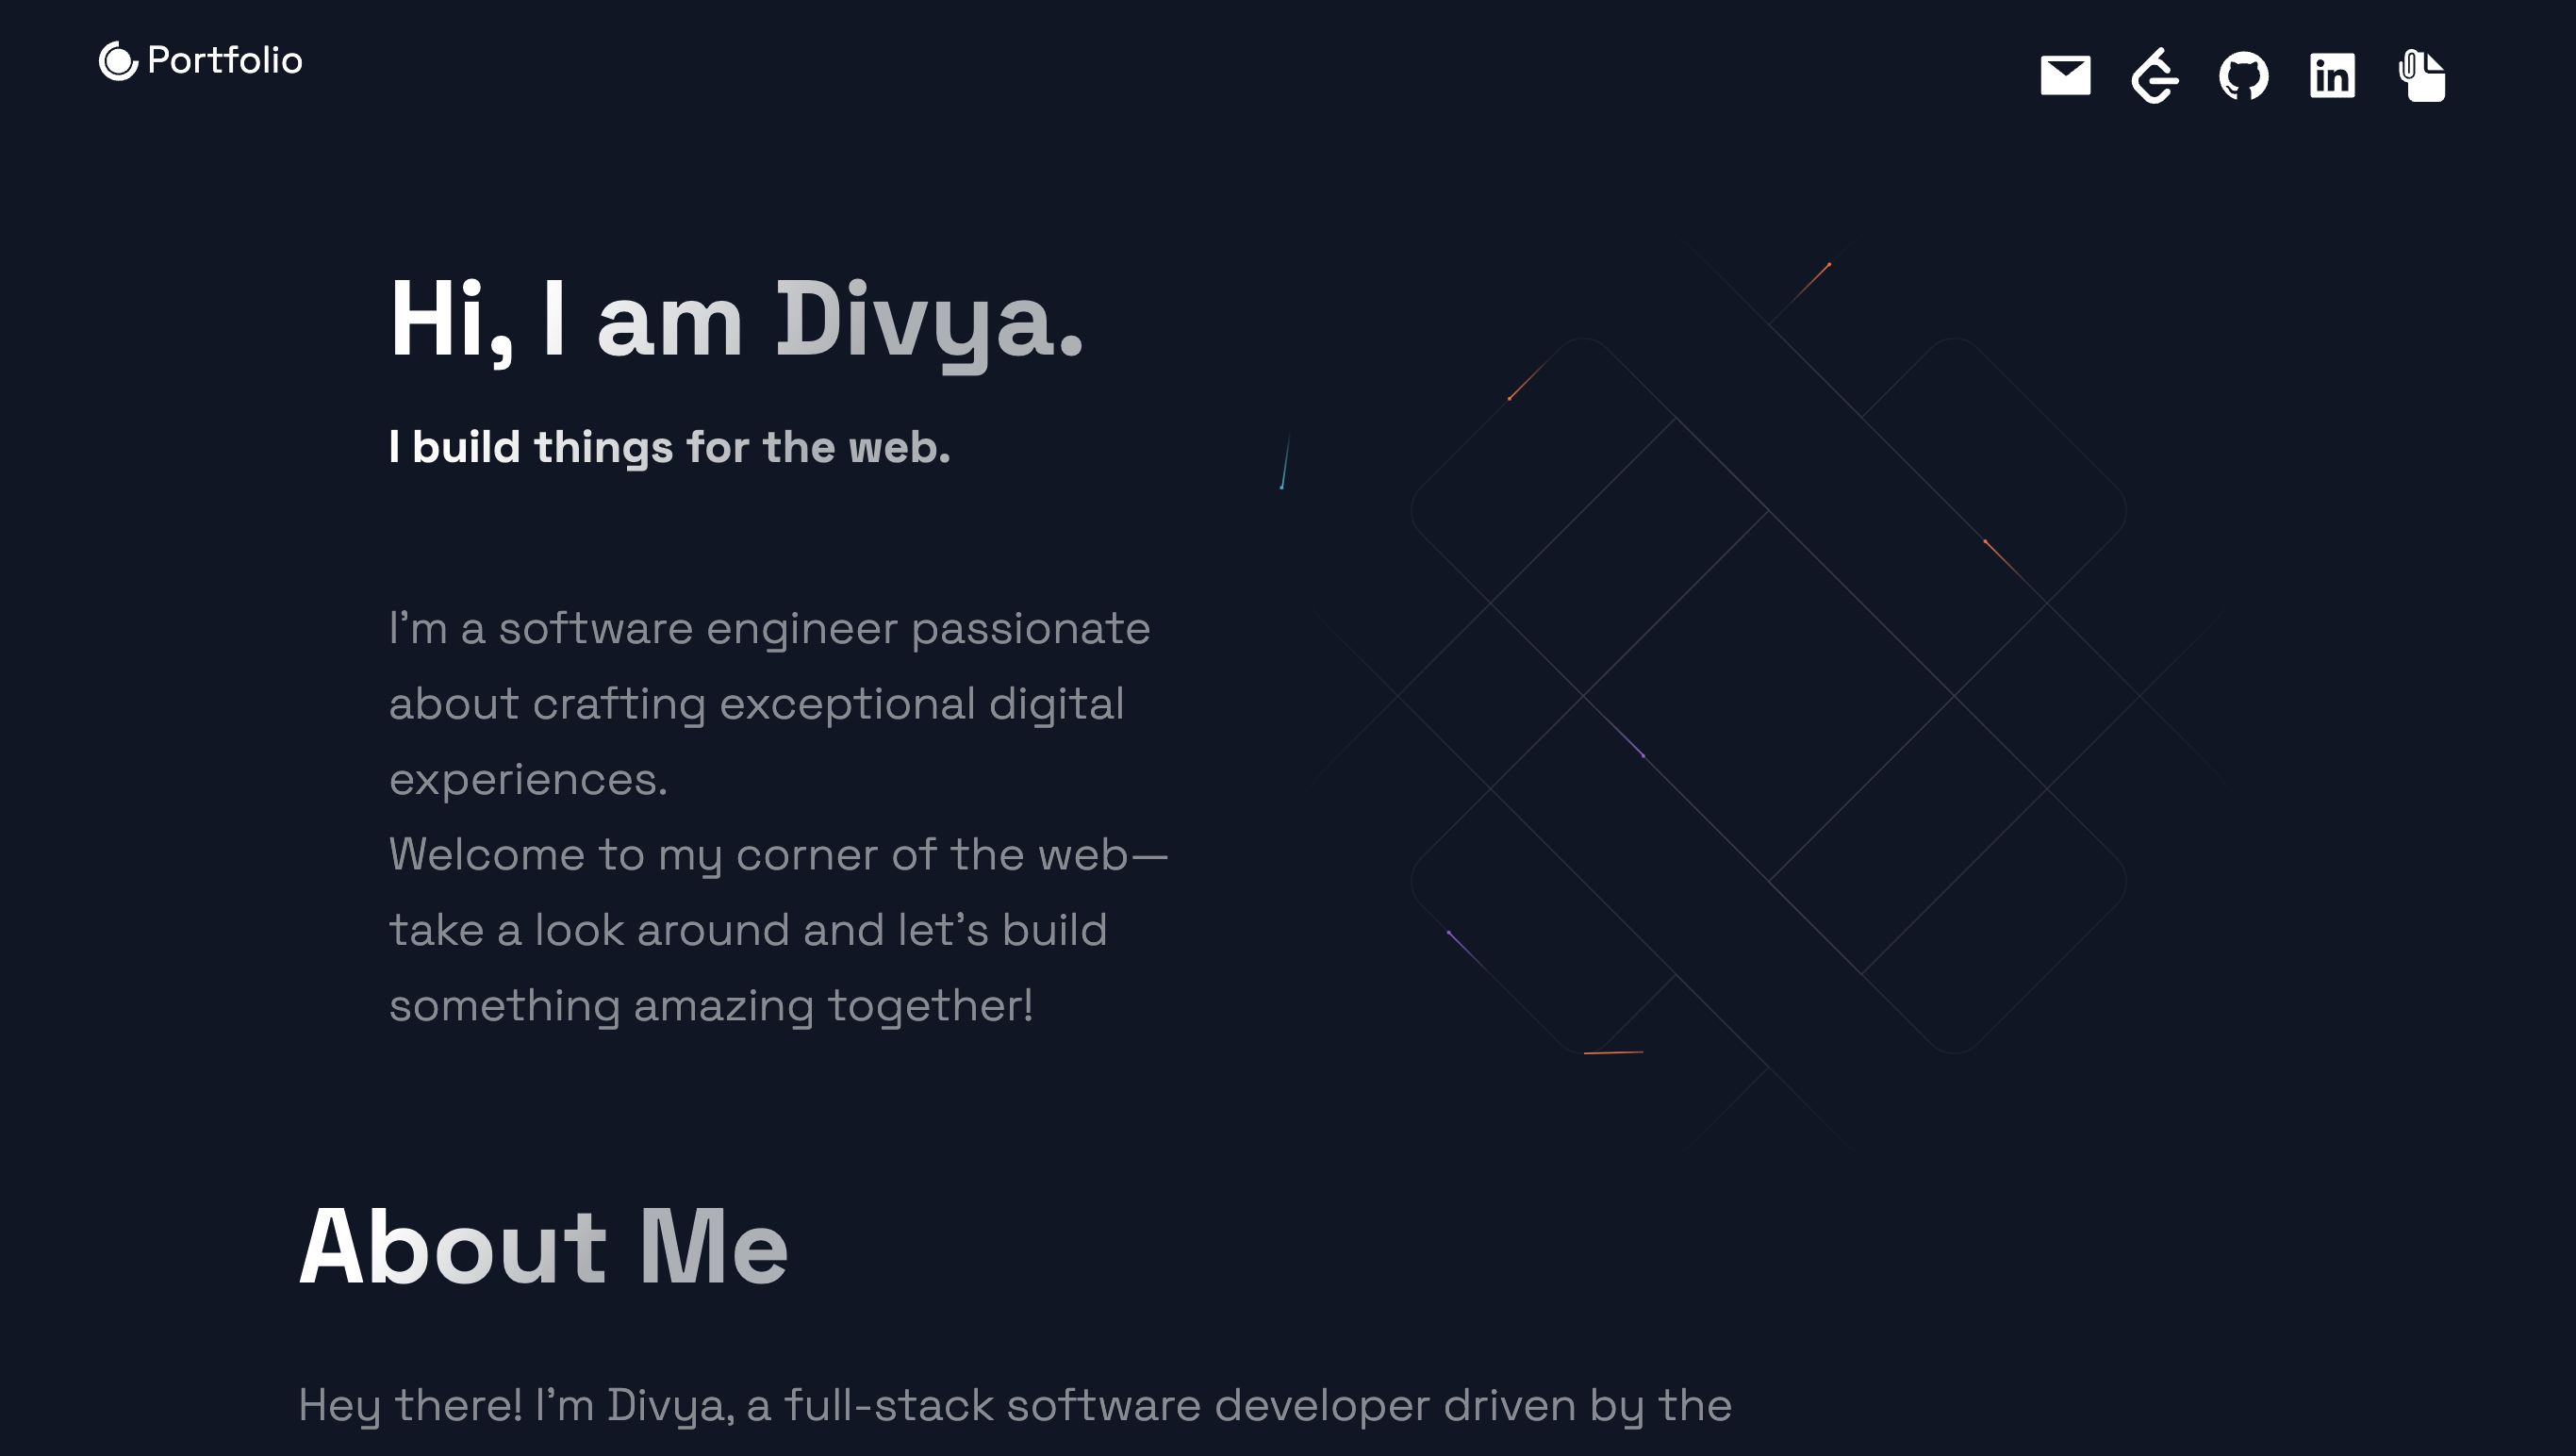 Portfolio
in
Hi, I am Divya.
I build things for the web.
I'm a software engineer passionate
about crafting exceptional digital
experiences.
Welcome to my corner of the web—
take a look around and let's build
something amazing together!
About Me
Hey there! I'm Divya, a full-stack software developer driven by the